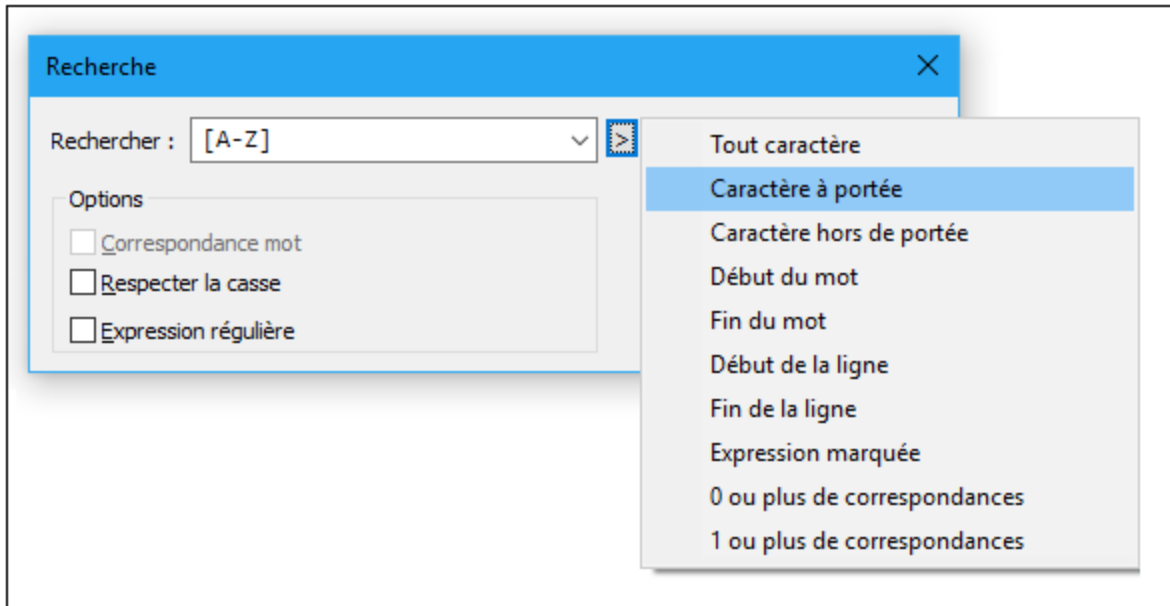 Recherche
Rechercher : [A-Z] >
Options
Correspondance mot
Respecter la casse
Expression régulière
Tout caractère
Caractère à portée
Caractère hors de portée
Début du mot
Fin du mot
Début de la ligne
Fin de la ligne
Expression marquée
0 ou plus de correspondances
1 ou plus de correspondances